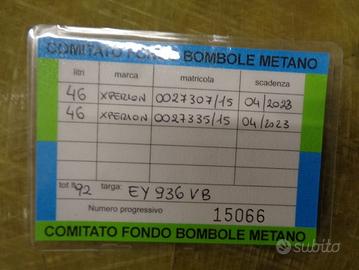 COMITATO FONDO BOMBOLE METANO
litri marca matricola scadenza
46 XPERION 0027307/15 04/2023
46 XPERION 0027335/15 04/2023
tot lt 92 targa: EY 936 VB
Numero progressivo 15066
COMITATO FONDO BOMBOLE METANO
subito